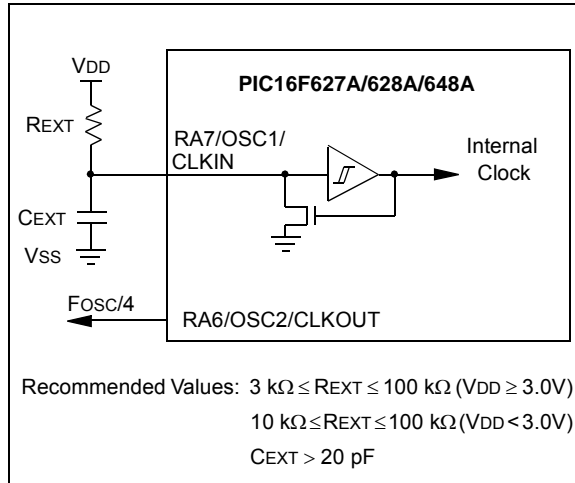 VDD
PIC16F627A/628A/648A
REXT
RA7/OSC1/
CLKIN
Internal
Clock
CEXT
VSS
FOSC/4
RA6/OSC2/CLKOUT
Recommended Values: 3 kΩ ≤ REXT ≤ 100 kΩ (VDD ≥ 3.0V)
10 kΩ ≤ REXT ≤ 100 kΩ (VDD < 3.0V)
CEXT > 20 pF